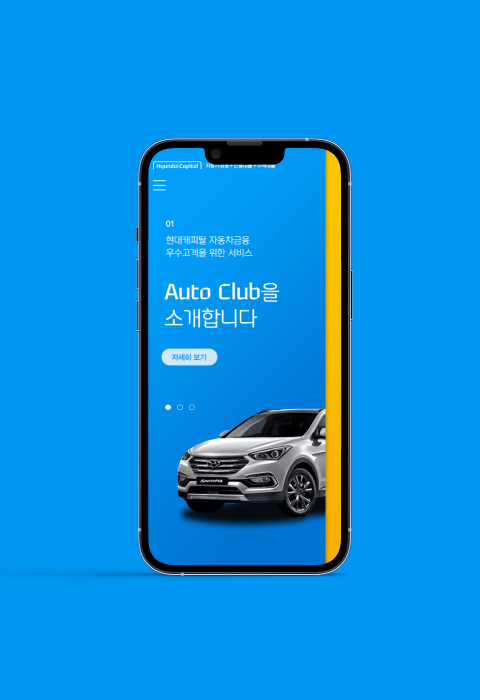 Hyundai Capital
01
현대캐피탈 자동차금융
우수고객을 위한 서비스
Auto Club을
소개합니다
자세히 보기
SANTAFE